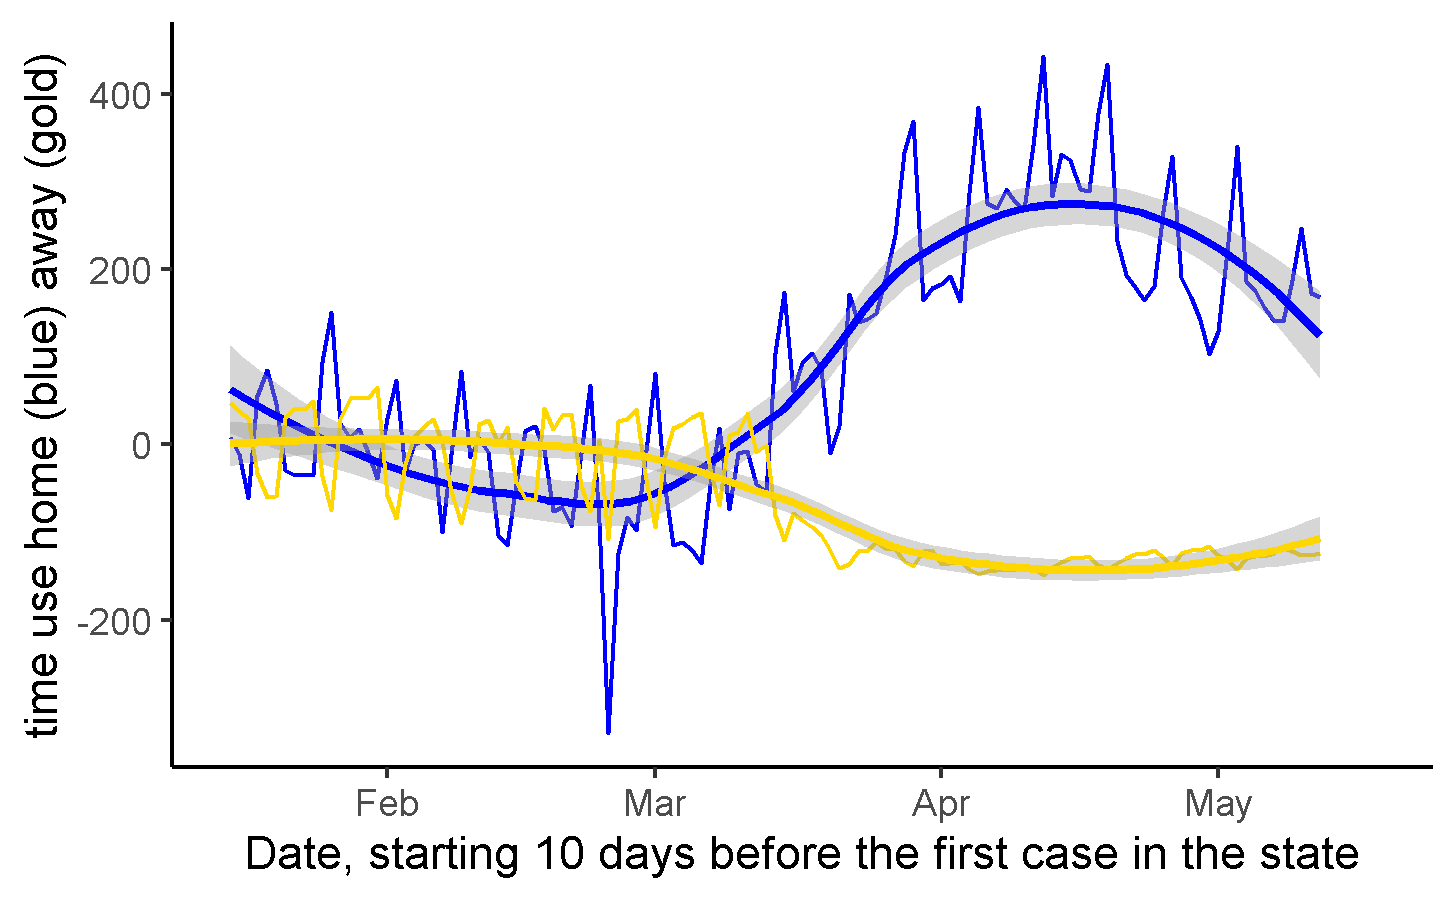 time use home (blue) away (gold)
400
200
0
-200
Feb
Mar
Apr
May
Date, starting 10 days before the first case in the state